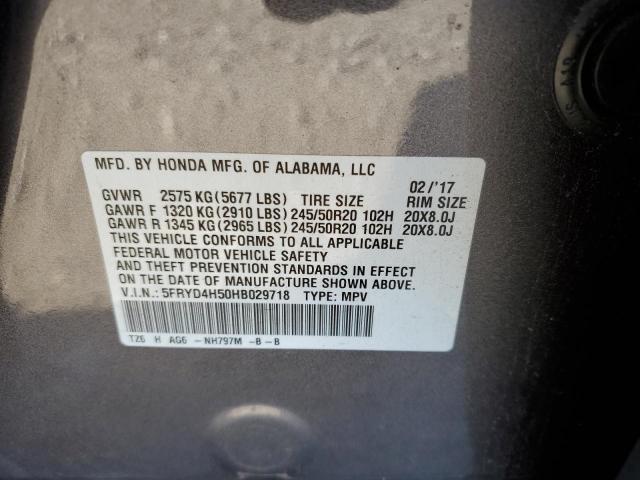 MFD. BY HONDA MFG. OF ALABAMA, LLC 02/'17
GVWR 2575 KG(5677 LBS) TIRE SIZE RIM SIZE
GAWR F 1320 KG(2910 LBS) 245/50R20 102H 20X8.0J
GAWR R 1345 KG(2965 LBS) 245/50R20 102H 20X8.0J
THIS VEHICLE CONFORMS TO ALL APPLICABLE
FEDERAL MOTOR VEHICLE SAFETY
AND THEFT PREVENTION STANDARDS IN EFFECT
ON THE DATE OF MANUFACTURE SHOWN ABOVE.
V.I.N.: 5FRYD4H50HB029718 TYPE: MPV
TZ6 H AG6 -NH797M -B-B